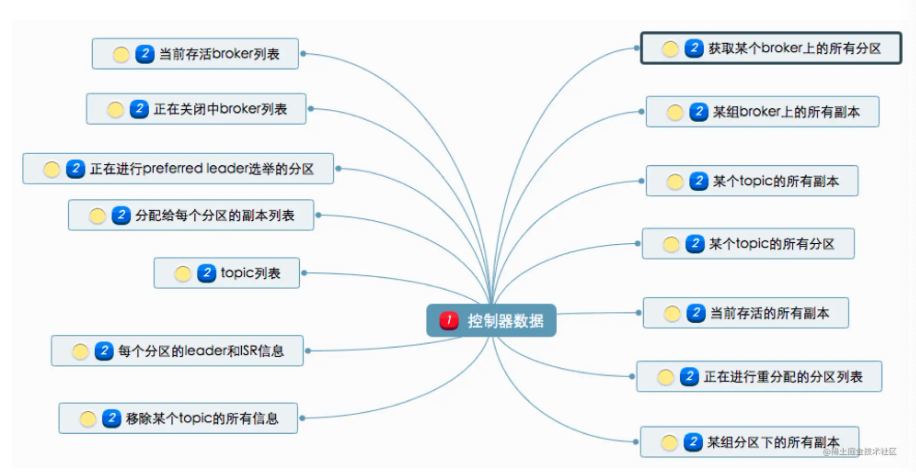 2 当前存活broker列表
2 正在关闭中broker列表
2 正在进行preferred leader选举的分区
2 分配给每个分区的副本列表
2 topic列表
2 每个分区的leader和ISR信息
2 移除某个topic的所有信息
1 控制器数据
2 获取某个broker上的所有分区
2 某组broker上的所有副本
2 某个topic的所有副本
2 某个topic的所有分区
2 当前存活的所有副本
2 正在进行重分配的分区列表
2 某组分区下的所有副本
@稀土掘金技术社区